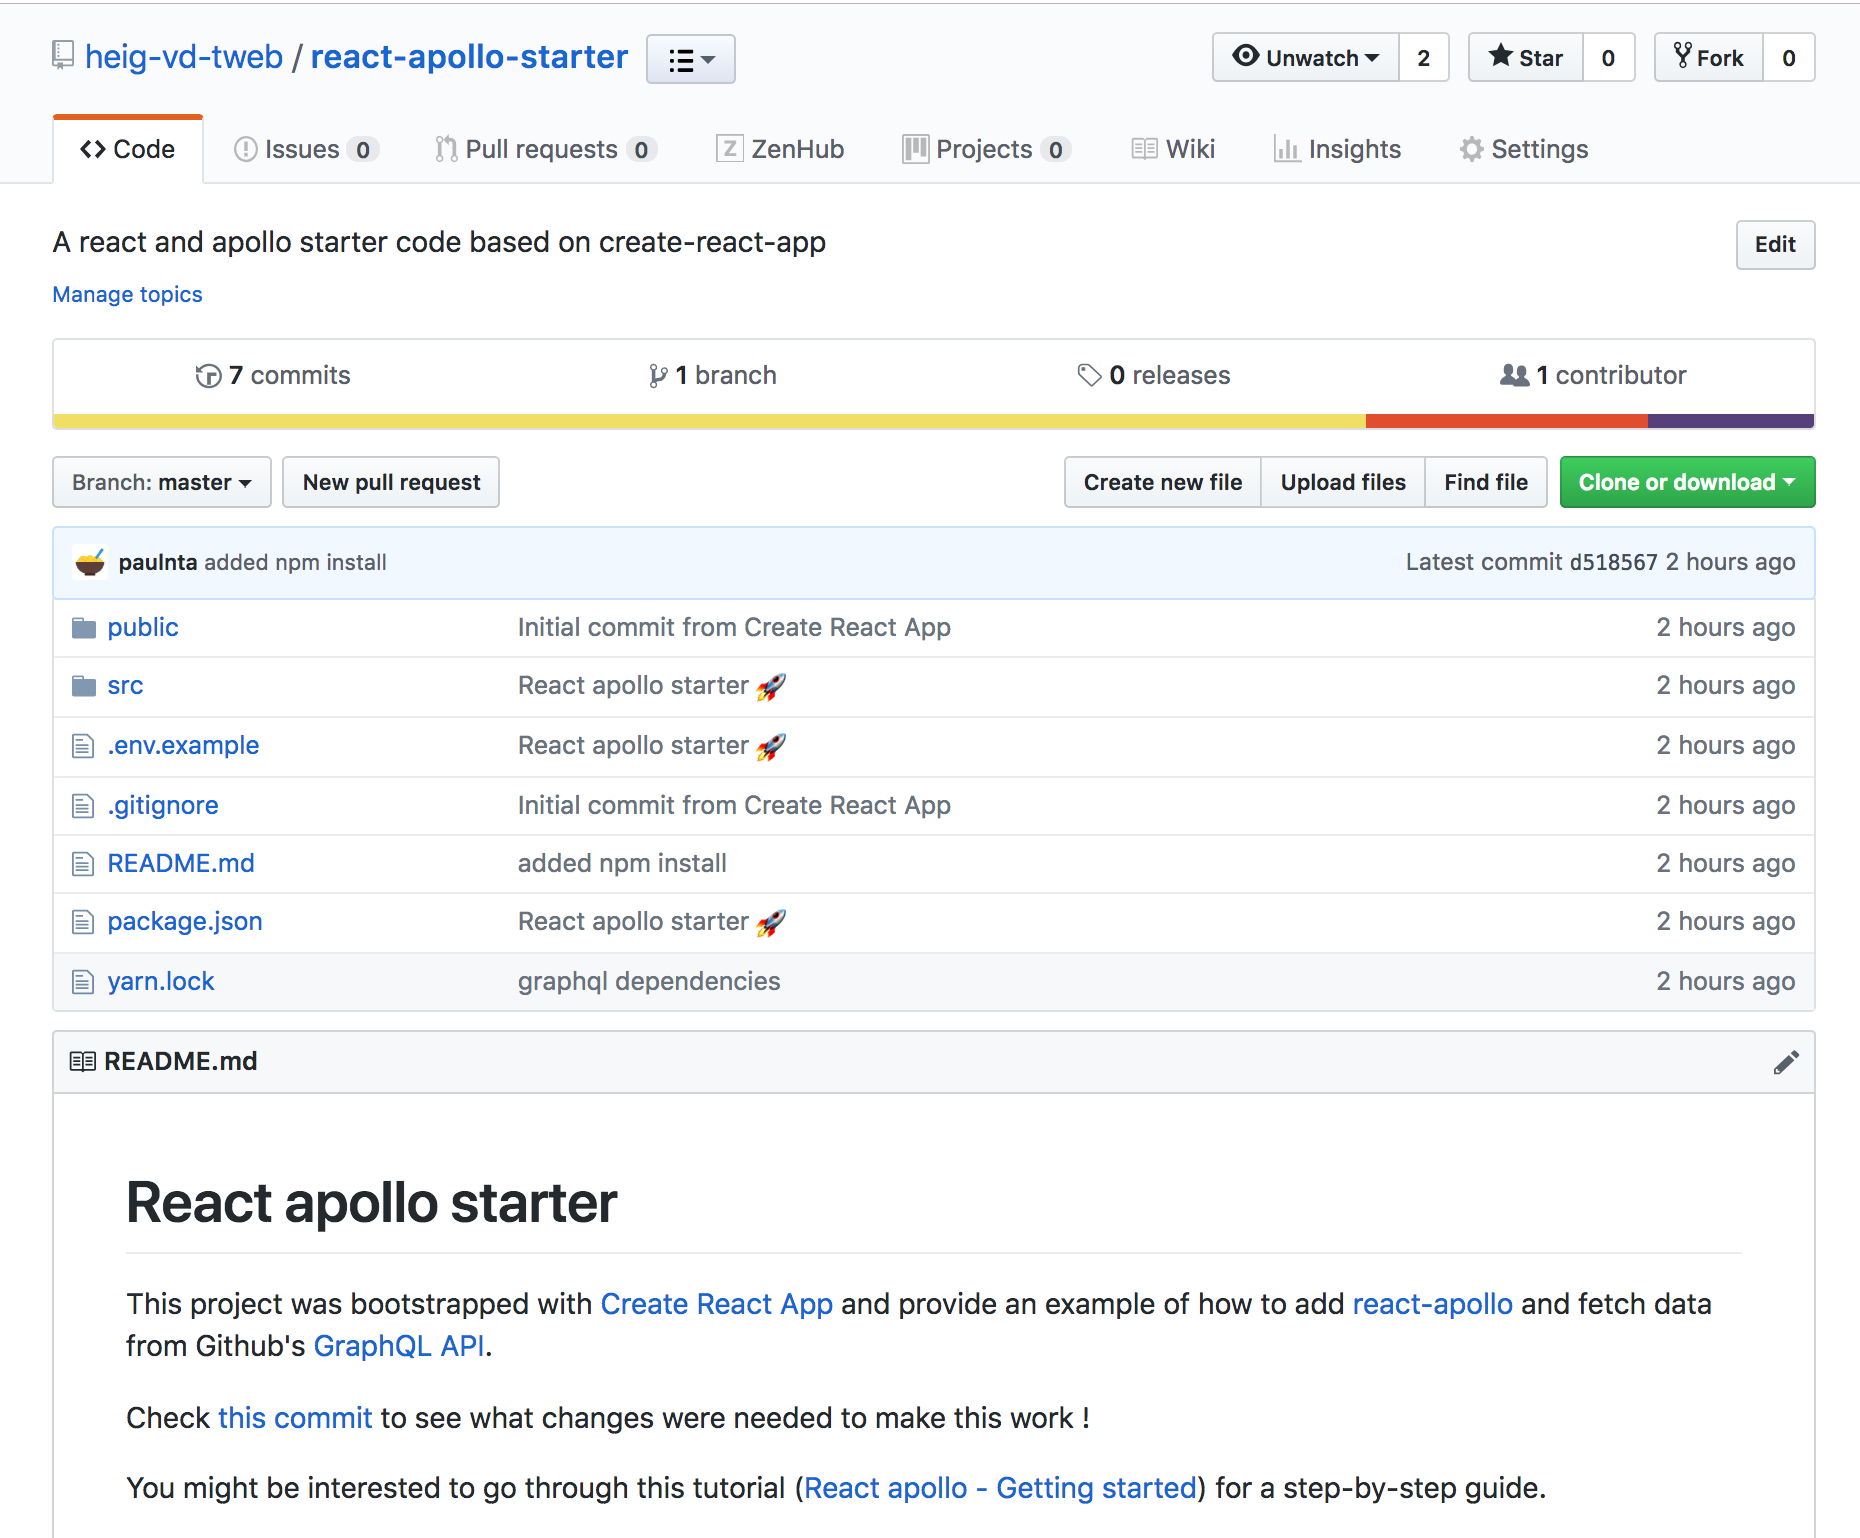 heig-vd-tweb / react-apollo-starter Unwatch 2 Star 0 Fork 0
Code Issues 0 Pull requests 0 ZenHub Projects 0 Wiki Insights Settings
A react and apollo starter code based on create-react-app Edit
Manage topics
7 commits 1 branch 0 releases 1 contributor
Branch: master New pull request Create new file Upload files Find file Clone or download
paulnta added npm install Latest commit d518567 2 hours ago
public Initial commit from Create React App 2 hours ago
src React apollo starter 🚀 2 hours ago
.env.example React apollo starter 🚀 2 hours ago
.gitignore Initial commit from Create React App 2 hours ago
README.md added npm install 2 hours ago
package.json React apollo starter 🚀 2 hours ago
yarn.lock graphql dependencies 2 hours ago
README.md
React apollo starter
This project was bootstrapped with Create React App and provide an example of how to add react-apollo and fetch data
from Github's GraphQL API.
Check this commit to see what changes were needed to make this work !
You might be interested to go through this tutorial (React apollo - Getting started) for a step-by-step guide.